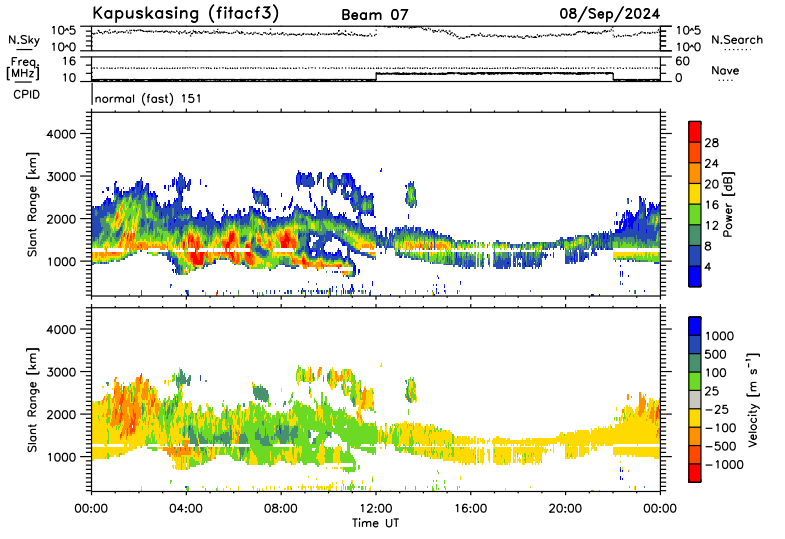 Kapuskasing (fitacf3) Beam 07 08/Sep/2024
N.Sky 10^5 10^0 10^5 10^0 N.Search
Freq. [MHz] 16 10 60 0 Nave
CPID normal (fast) 151
Slant Range [km]
4000
3000
2000
1000
28
24
20
16
12
8
4
Power [dB]
Slant Range [km]
4000
3000
2000
1000
1000
500
100
25
−25
−100
−500
−1000
Velocity [m s⁻¹]
00:00 04:00 08:00 12:00 16:00 20:00 00:00
Time UT